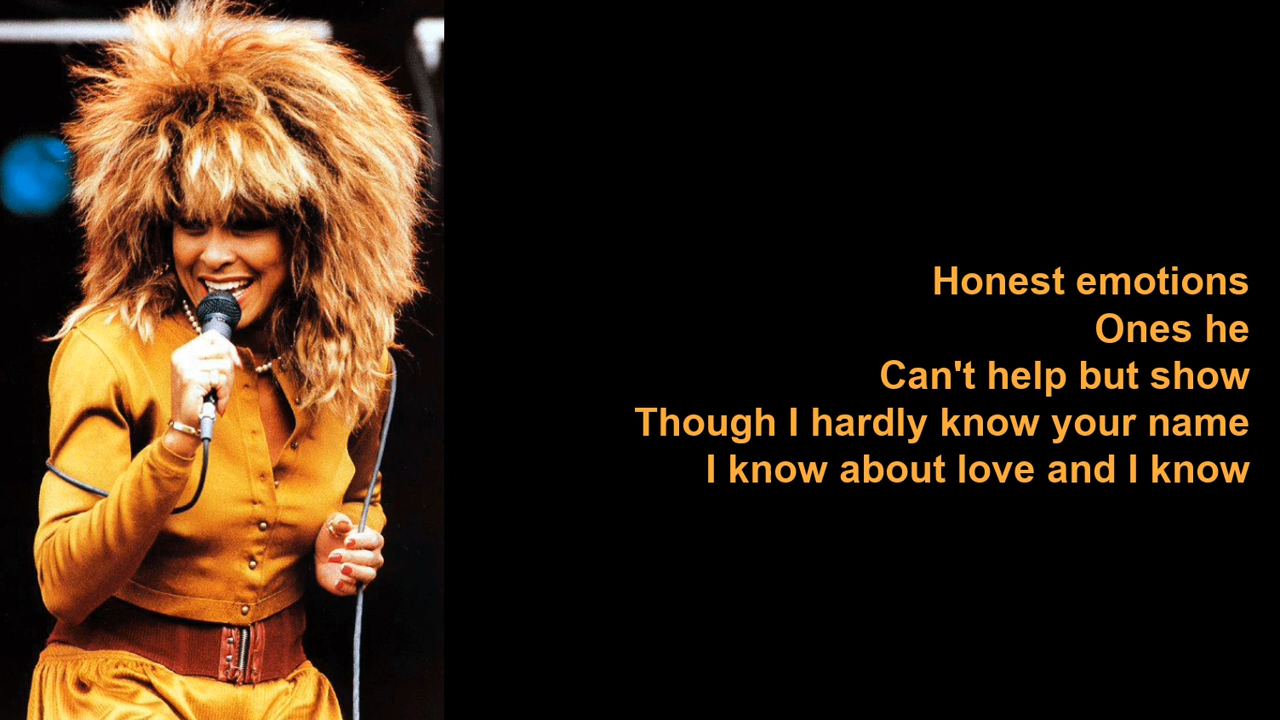 Honest emotions
Ones he
Can't help but show
Though I hardly know your name
I know about love and I know